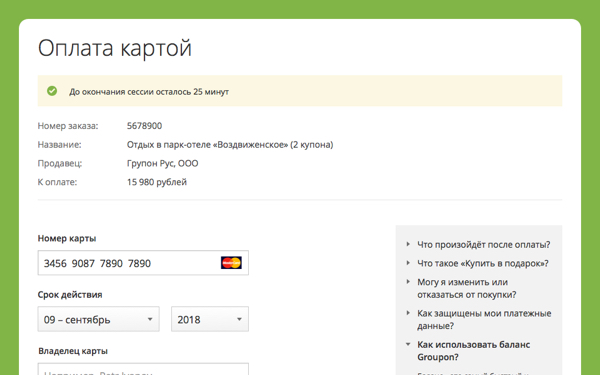 Оплата картой
До окончания сессии осталось 25 минут
Номер заказа: 5678900
Название: Отдых в парк-отеле «Воздвиженское» (2 купона)
Продавец: Групон Рус, ООО
К оплате: 15 980 рублей
Номер карты
3456 9087 7890 7890
Срок действия
09 – сентябрь 2018
Владелец карты
Что произойдёт после оплаты?
Что такое «Купить в подарок»?
Могу я изменить или
отказаться от покупки?
Как защищены мои платежные
данные?
Как использовать баланс
Groupon?